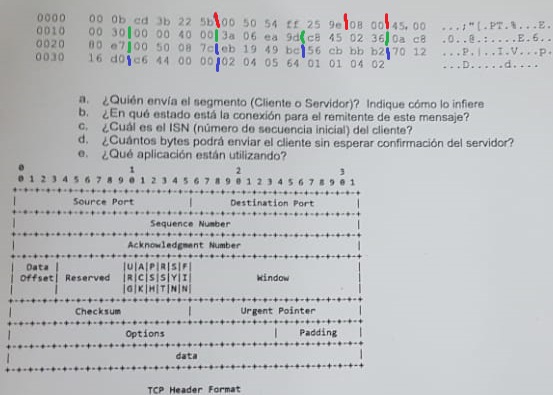 0000 00 0b cd 3b 22 5b 00 50 54 ff 25 9e 08 00 45, 00 ...;"[.PT.%...E.
0010 00 30 00 00 40 00 3a 06 ea 9d c8 45 02 36 0a c8 .0..@.:....E.6..
0020 80 e7 00 50 08 7c eb 19 49 bc 56 cb bb b2 70 12 ...P.|..I.V...p.
0030 16 d0 c6 44 00 00 02 04 05 64 01 01 04 02 ...D.....d....
a. ¿Quién envía el segmento (Cliente o Servidor)? Indique cómo lo infiere
b. ¿En qué estado está la conexión para el remitente de este mensaje?
c. ¿Cuál es el ISN (número de secuencia inicial) del cliente?
d. ¿Cuántos bytes podrá enviar el cliente sin esperar confirmación del servidor?
e. ¿Qué aplicación están utilizando?
0 1 2 3
0 1 2 3 4 5 6 7 8 9 0 1 2 3 4 5 6 7 8 9 0 1 2 3 4 5 6 7 8 9 0 1
Source Port | Destination Port
Sequence Number
Acknowledgment Number
Data |U|A|P|R|S|F|
Offset| Reserved |R|C|S|S|Y|I| Window
|G|K|H|T|N|N|
Checksum | Urgent Pointer
Options | Padding
data
TCP Header Format